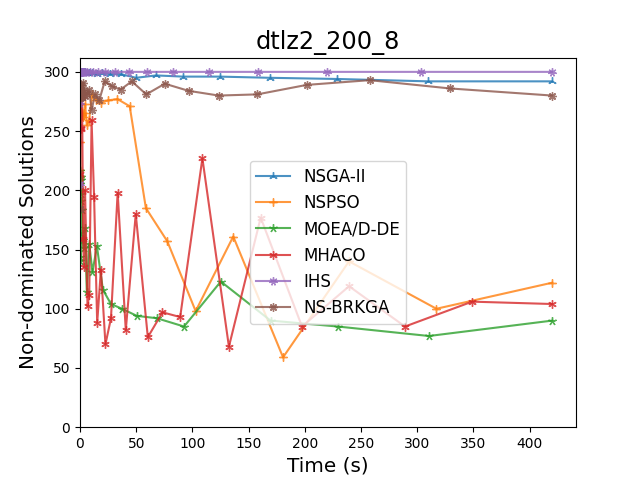 dtlz2_200_8
Non-dominated Solutions
300
250
200
150
100
50
0
NSGA-II
NSPSO
MOEA/D-DE
MHACO
IHS
NS-BRKGA
0 50 100 150 200 250 300 350 400
Time (s)